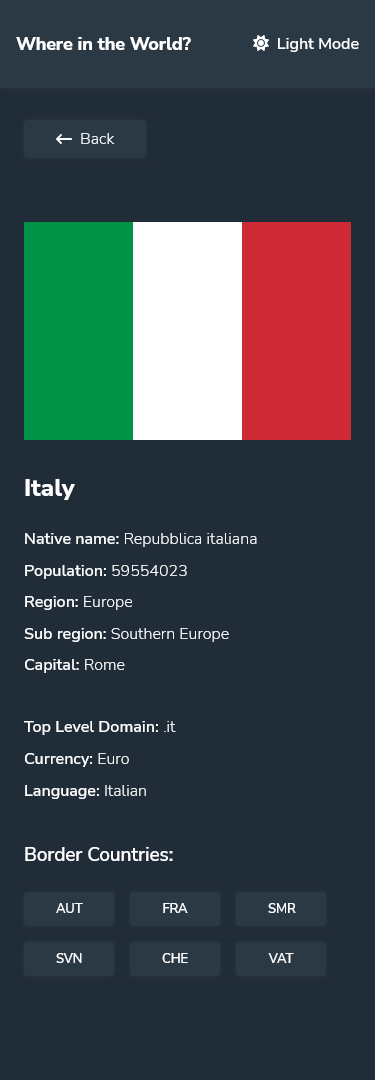 Where in the World? Light Mode
Back
Italy
Native name: Repubblica italiana
Population: 59554023
Region: Europe
Sub region: Southern Europe
Capital: Rome
Top Level Domain: .it
Currency: Euro
Language: Italian
Border Countries:
AUT FRA SMR
SVN CHE VAT